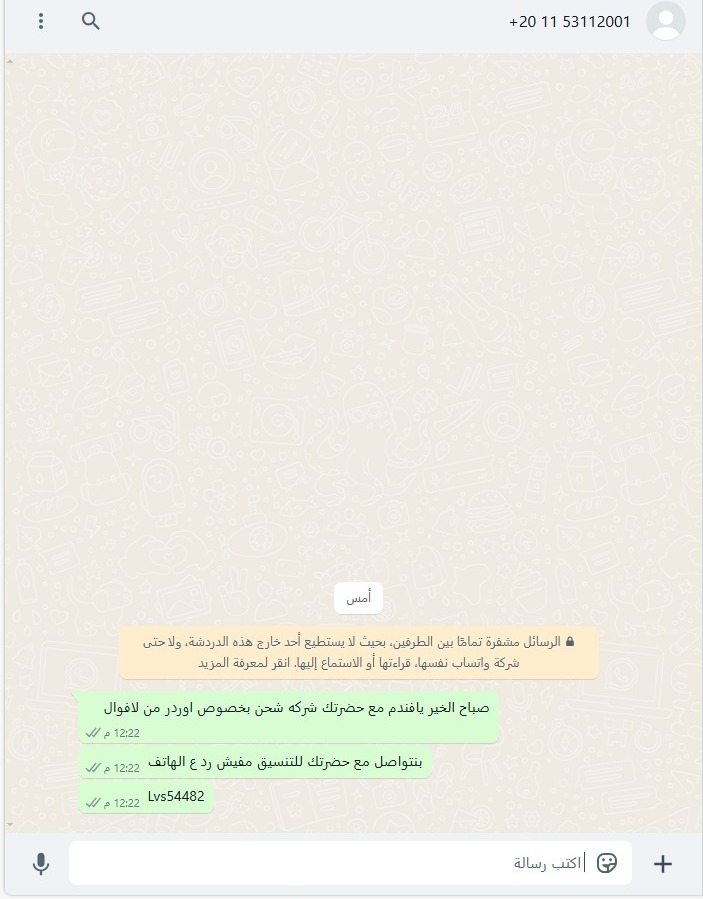 +20 11 53112001
أمس
الرسائل مشفرة تمامًا بين الطرفين، بحيث لا يستطيع أحد خارج هذه الدردشة، ولا حتى
شركة واتساب نفسها، قراءتها أو الاستماع إليها. انقر لمعرفة المزيد
صباح الخير يافندم مع حضرتك شركه شحن بخصوص اوردر من لافوال
12:22 م
بنتواصل مع حضرتك للتنسيق مفيش رد ع الهاتف 12:22 م
Lvs54482 12:22 م
اكتب رسالة